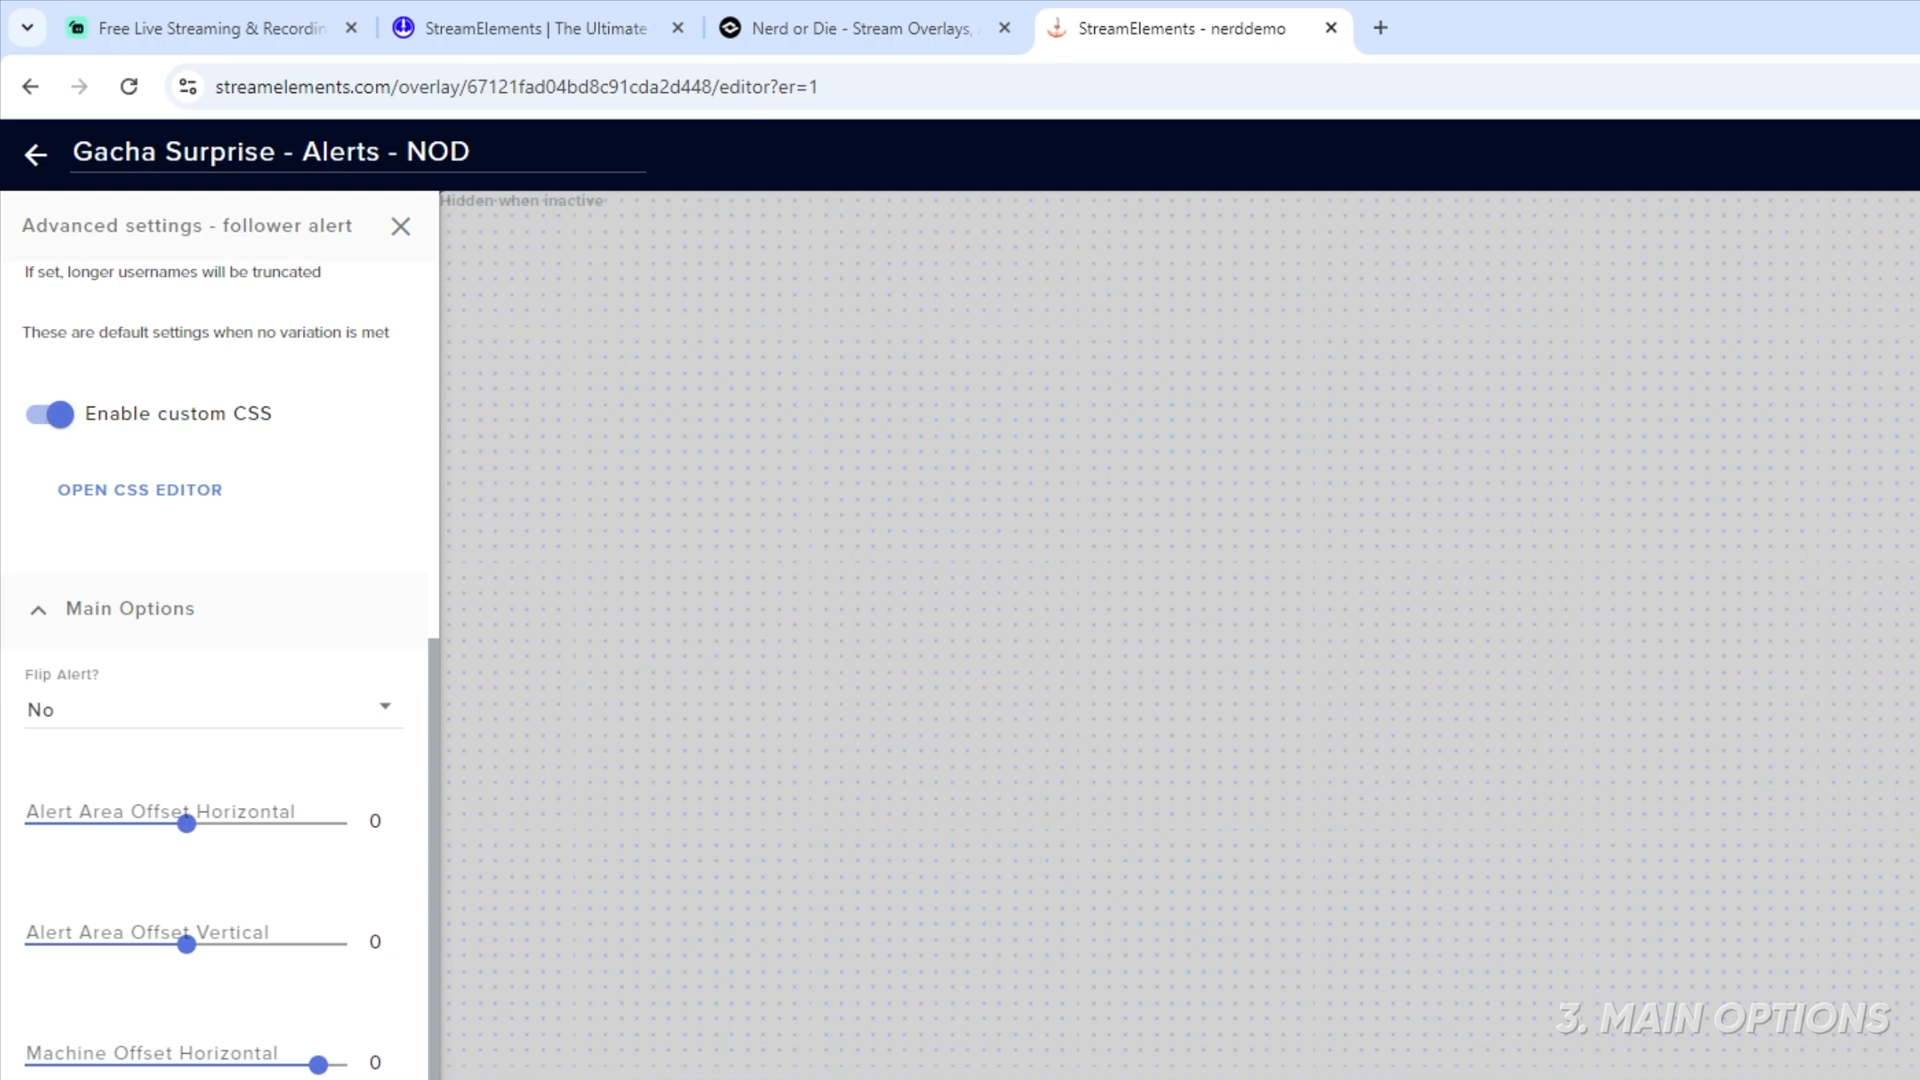 Free Live Streaming & Recordin
StreamElements | The Ultimate
Nerd or Die - Stream Overlays,
StreamElements - nerddemo
streamelements.com/overlay/67121fad04bd8c91cda2d448/editor?er=1
Gacha Surprise - Alerts - NOD
Advanced settings - follower alert
Hidden when inactive
If set, longer usernames will be truncated
These are default settings when no variation is met
Enable custom CSS
OPEN CSS EDITOR
Main Options
Flip Alert?
No
Alert Area Offset Horizontal 0
Alert Area Offset Vertical 0
Machine Offset Horizontal 0
3. MAIN OPTIONS